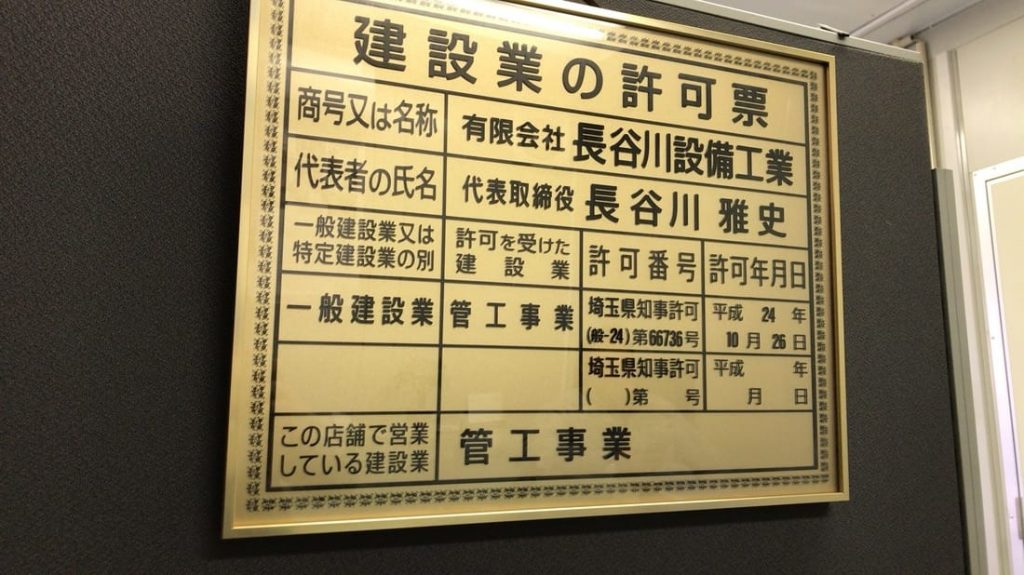 建設業の許可票
商号又は名称 有限会社 長谷川設備工業
代表者の氏名 代表取締役 長谷川 雅史
一般建設業又は
特定建設業の別
許可を受けた
建設業
許可番号 許可年月日
一般建設業 管工事業
埼玉県知事許可
(般-24)第66736号
平成 24 年
10 月 26 日
埼玉県知事許可
( )第 号
平成 年
月 日
この店舗で営業
している建設業
管工事業